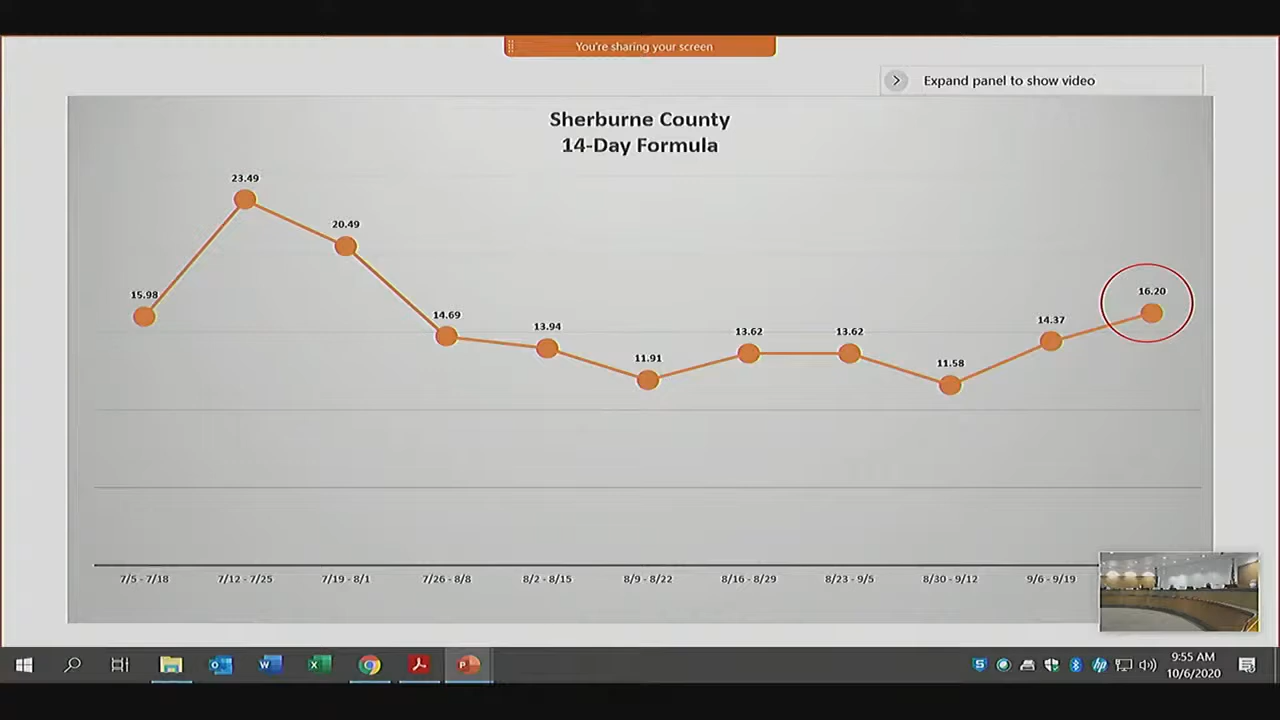 You're sharing your screen
Expand panel to show video
Sherburne County
14-Day Formula
23.49
20.49
15.98
16.20
14.69
14.37
13.94
13.62
13.62
11.91
11.58
7/5 - 7/18
7/12 - 7/25
7/19 - 8/1
7/26 - 8/8
8/2 - 8/15
8/9 - 8/22
8/16 - 8/29
8/23 - 9/5
8/30 - 9/12
9/6 - 9/19
9:55 AM
10/6/2020